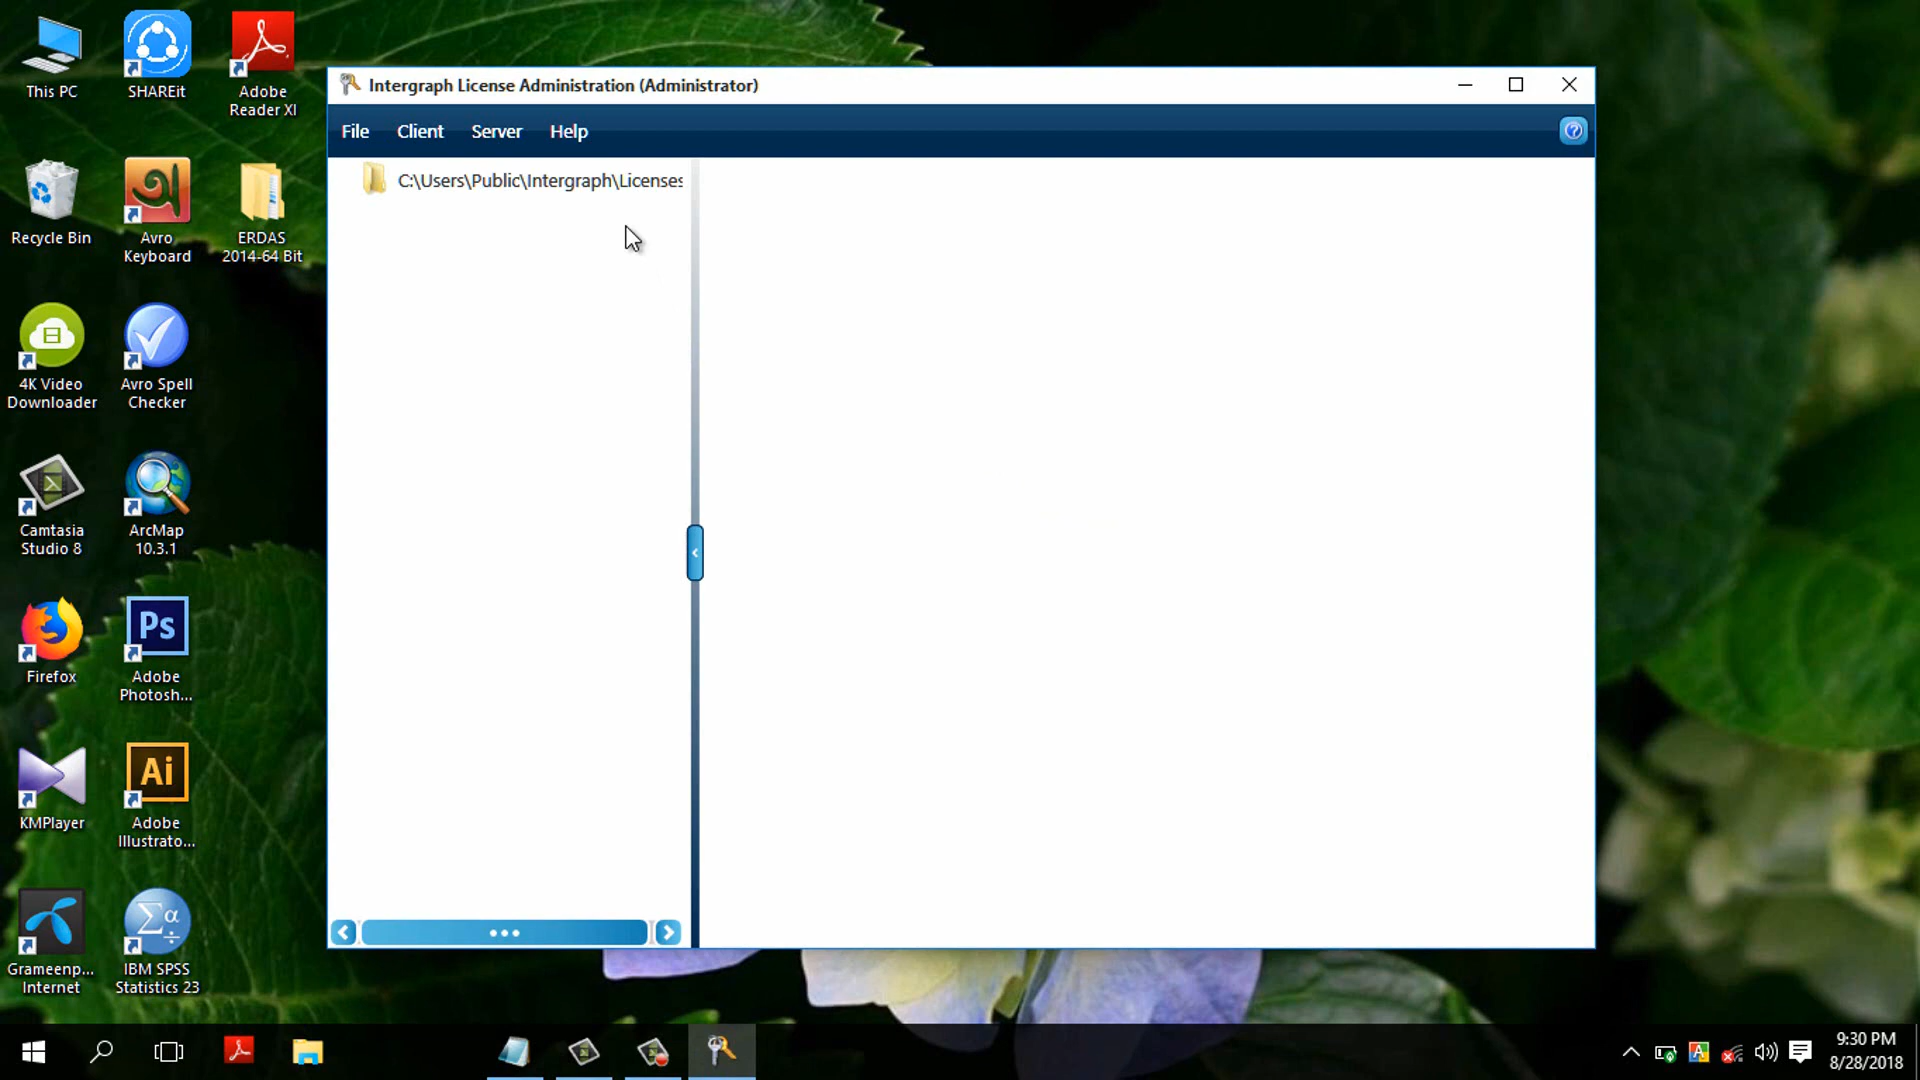 This PC
SHAREit
Adobe
Reader XI
Recycle Bin
Avro
Keyboard
ERDAS
2014-64 Bit
4K Video
Downloader
Avro Spell
Checker
Camtasia
Studio 8
ArcMap
10.3.1
Firefox
Ps
Adobe
Photosh...
KMPlayer
Ai
Adobe
Illustrato...
Grameenp...
Internet
Σα
IBM SPSS
Statistics 23
Intergraph License Administration (Administrator)
File Client Server Help
C:\Users\Public\Intergraph\Licenses
9:30 PM
8/28/2018